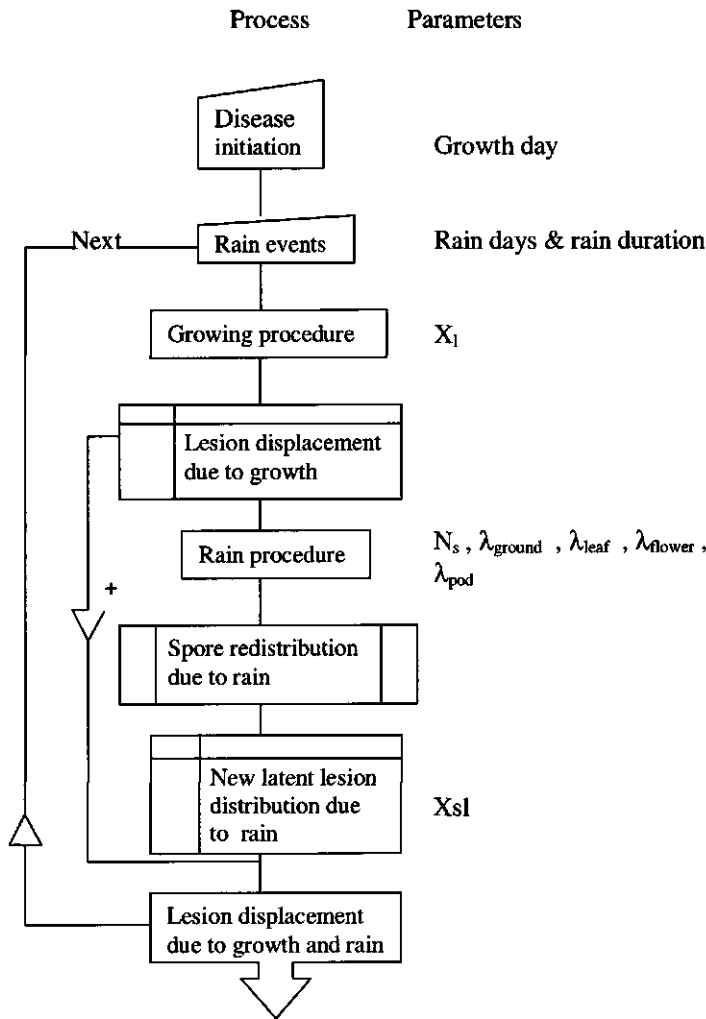 Process Parameters
Disease
initiation
Growth day
Next
Rain events
Rain days & rain duration
Growing procedure
X₁
Lesion displacement
due to growth
Rain procedure
Nₛ , λground , λleaf , λflower ,
λpod
+
Spore redistribution
due to rain
New latent lesion
distribution due
to rain
Xsl
Lesion displacement
due to growth and rain